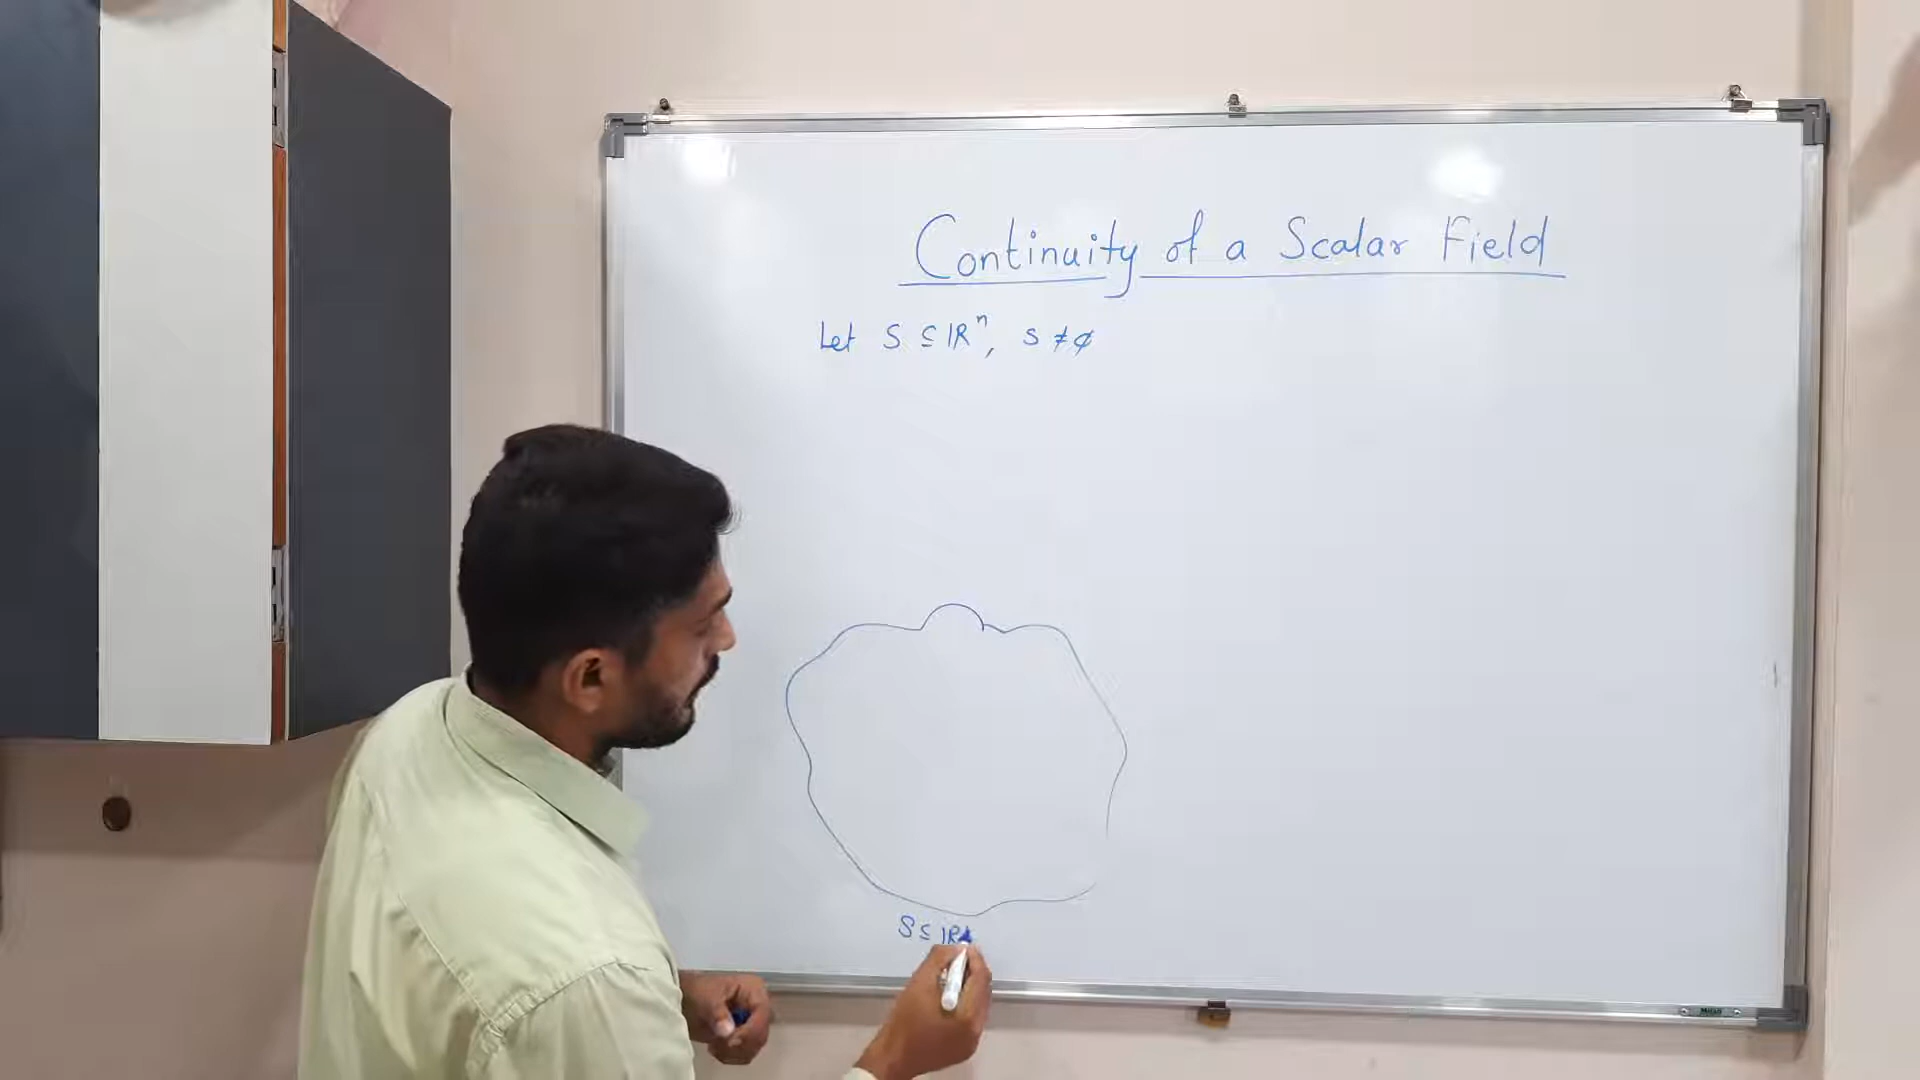 Continuity of a Scalar Field
Let S ⊆ ℝⁿ, S ≠ ϕ
S ⊆ ℝ